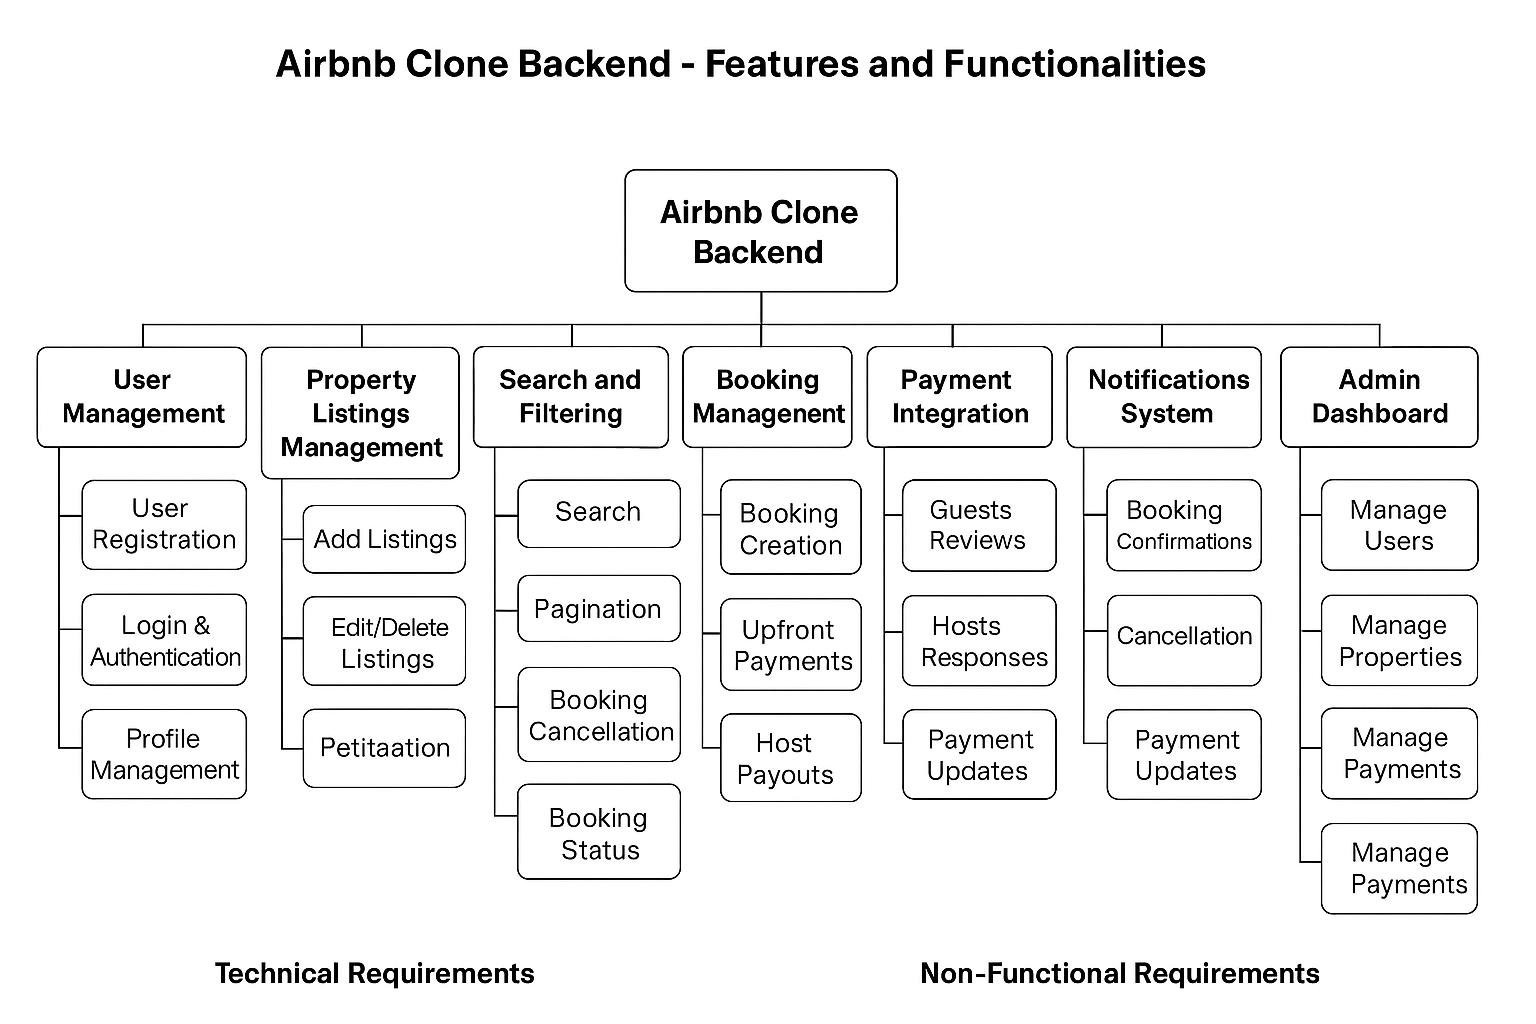 Airbnb Clone Backend - Features and Functionalities
Airbnb Clone
Backend
User
Management
User
Registration
Login &
Authentication
Profile
Management
Property
Listings
Management
Add Listings
Edit/Delete
Listings
Petitaation
Search and
Filtering
Search
Pagination
Booking
Cancellation
Booking
Status
Booking
Managenent
Booking
Creation
Upfront
Payments
Host
Payouts
Payment
Integration
Guests
Reviews
Hosts
Responses
Payment
Updates
Notifications
System
Booking
Confirmations
Cancellation
Payment
Updates
Admin
Dashboard
Manage
Users
Manage
Properties
Manage
Payments
Manage
Payments
Technical Requirements
Non-Functional Requirements